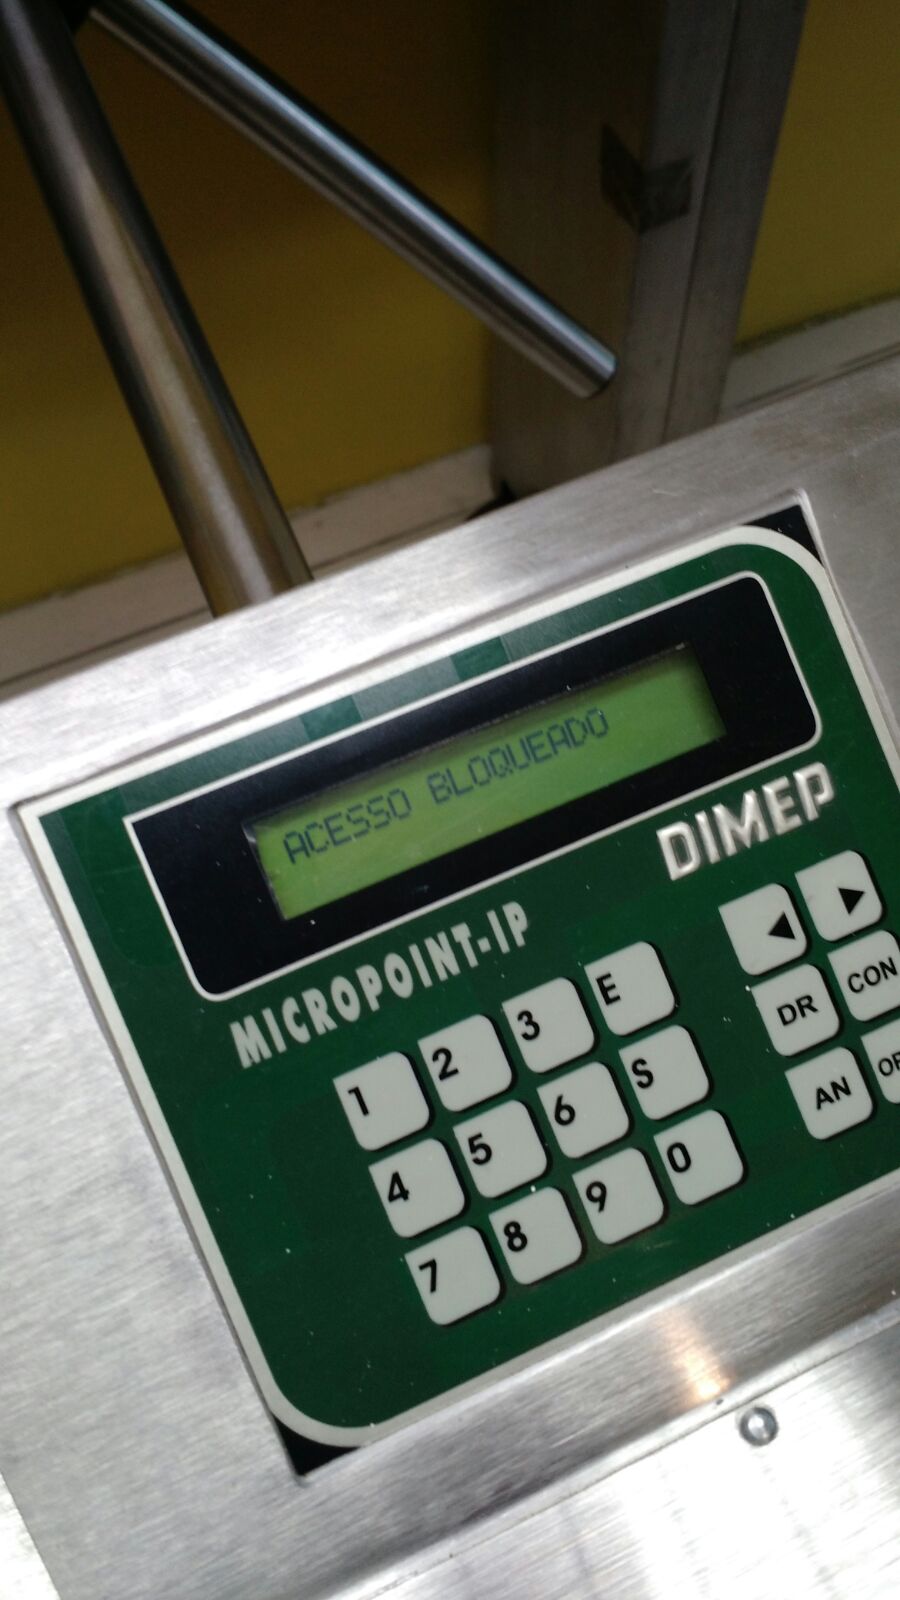 ACESSO BLOQUEADO
DIMEP
MICROPOINT-IP
1 2 3 E
4 5 6 S
7 8 9 0
◄ ►
DR CON
AN